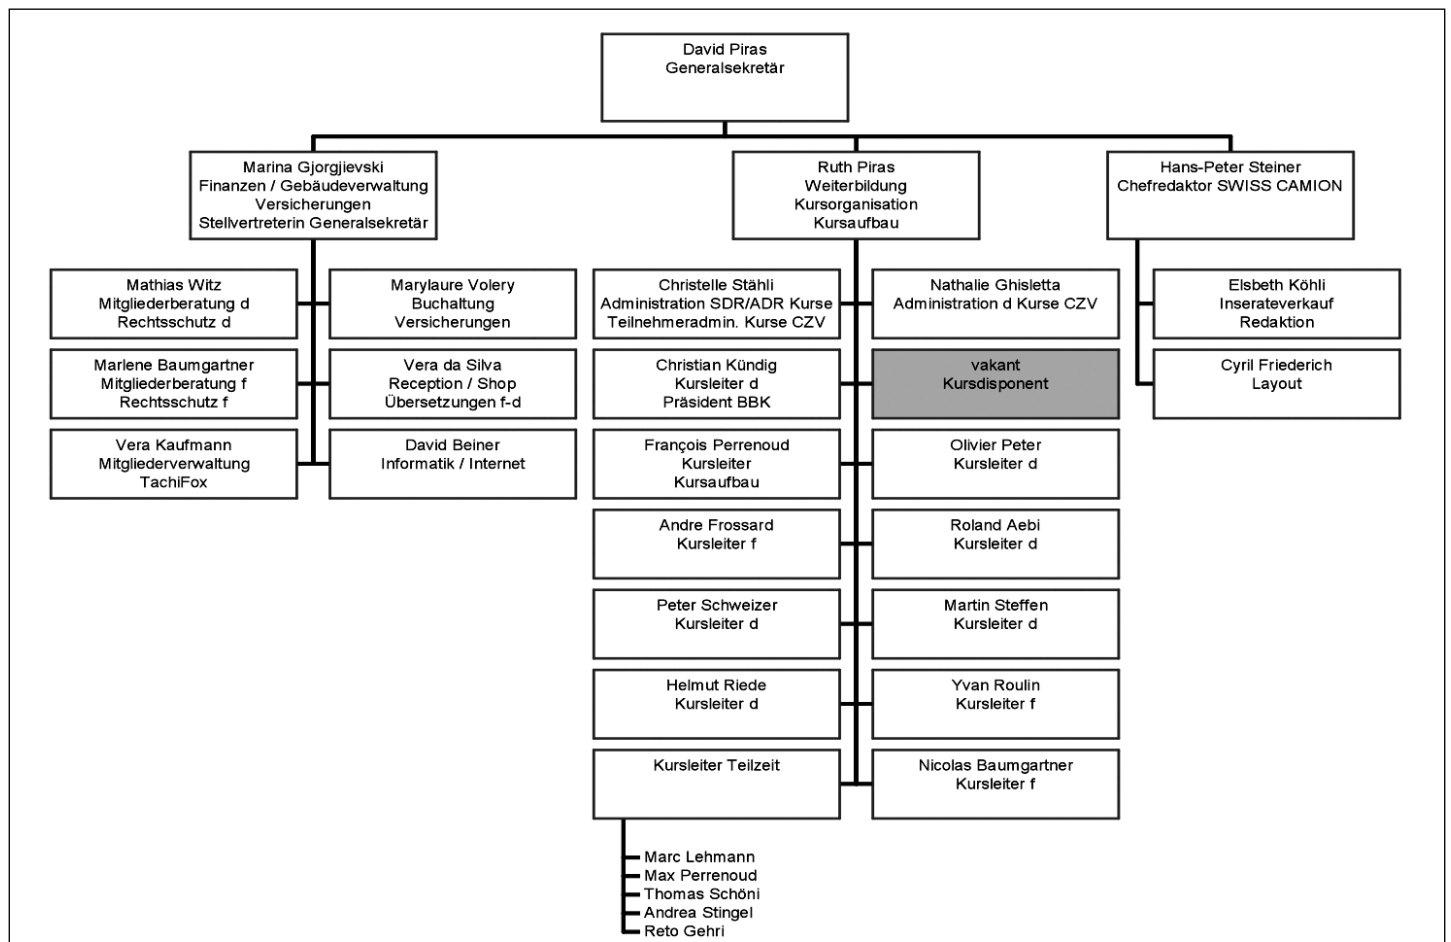 David Piras
Generalsekretär
Marina Gjorgjievski
Finanzen / Gebäudeverwaltung
Versicherungen
Stellvertreterin Generalsekretär
Ruth Piras
Weiterbildung
Kursorganisation
Kursaufbau
Hans-Peter Steiner
Chefredaktor SWISS CAMION
Mathias Witz
Mitgliederberatung d
Rechtsschutz d
Marylaure Volery
Buchaltung
Versicherungen
Christelle Stähli
Administration SDR/ADR Kurse
Teilnehmeradmin. Kurse CZV
Nathalie Ghisletta
Administration d Kurse CZV
Elsbeth Köhli
Inserateverkauf
Redaktion
Marlene Baumgartner
Mitgliederberatung f
Rechtsschutz f
Vera da Silva
Reception / Shop
Übersetzungen f-d
Christian Kündig
Kursleiter d
Präsident BBK
vakant
Kursdisponent
Cyril Friederich
Layout
Vera Kaufmann
Mitgliederverwaltung
TachiFox
David Beiner
Informatik / Internet
François Perrenoud
Kursleiter
Kursaufbau
Olivier Peter
Kursleiter d
Andre Frossard
Kursleiter f
Roland Aebi
Kursleiter d
Peter Schweizer
Kursleiter d
Martin Steffen
Kursleiter d
Helmut Riede
Kursleiter d
Yvan Roulin
Kursleiter f
Kursleiter Teilzeit
Nicolas Baumgartner
Kursleiter f
Marc Lehmann
Max Perrenoud
Thomas Schöni
Andrea Stingel
Reto Gehri